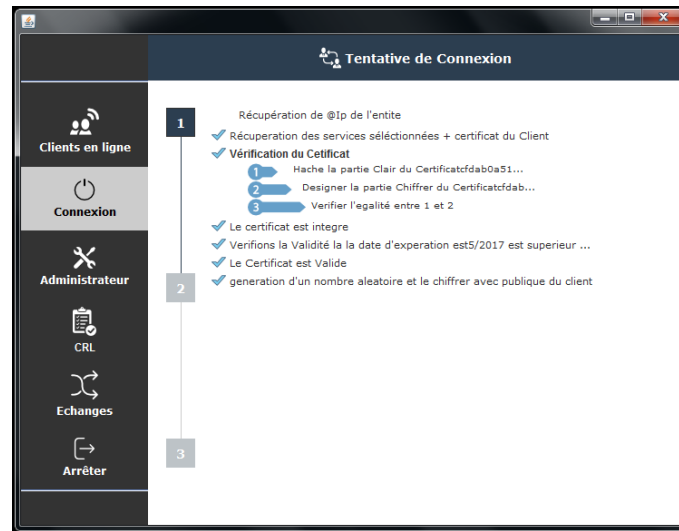 Tentative de Connexion
Clients en ligne
Connexion
Administrateur
CRL
Echanges
Arrêter
1
Récupération de @Ip de l'entite
Récuperation des services séléctionnées + certificat du Client
Vérification du Cetificat
1 Hache la partie Clair du Certificatcfdab0a51...
2 Designer la partie Chiffrer du Certificatcfdab...
3 Verifier l'egalité entre 1 et 2
Le certificat est integre
Verifions la Validité la la date d'experation est5/2017 est superieur ...
Le Certificat est Valide
2
generation d'un nombre aleatoire et le chiffrer avec publique du client
3